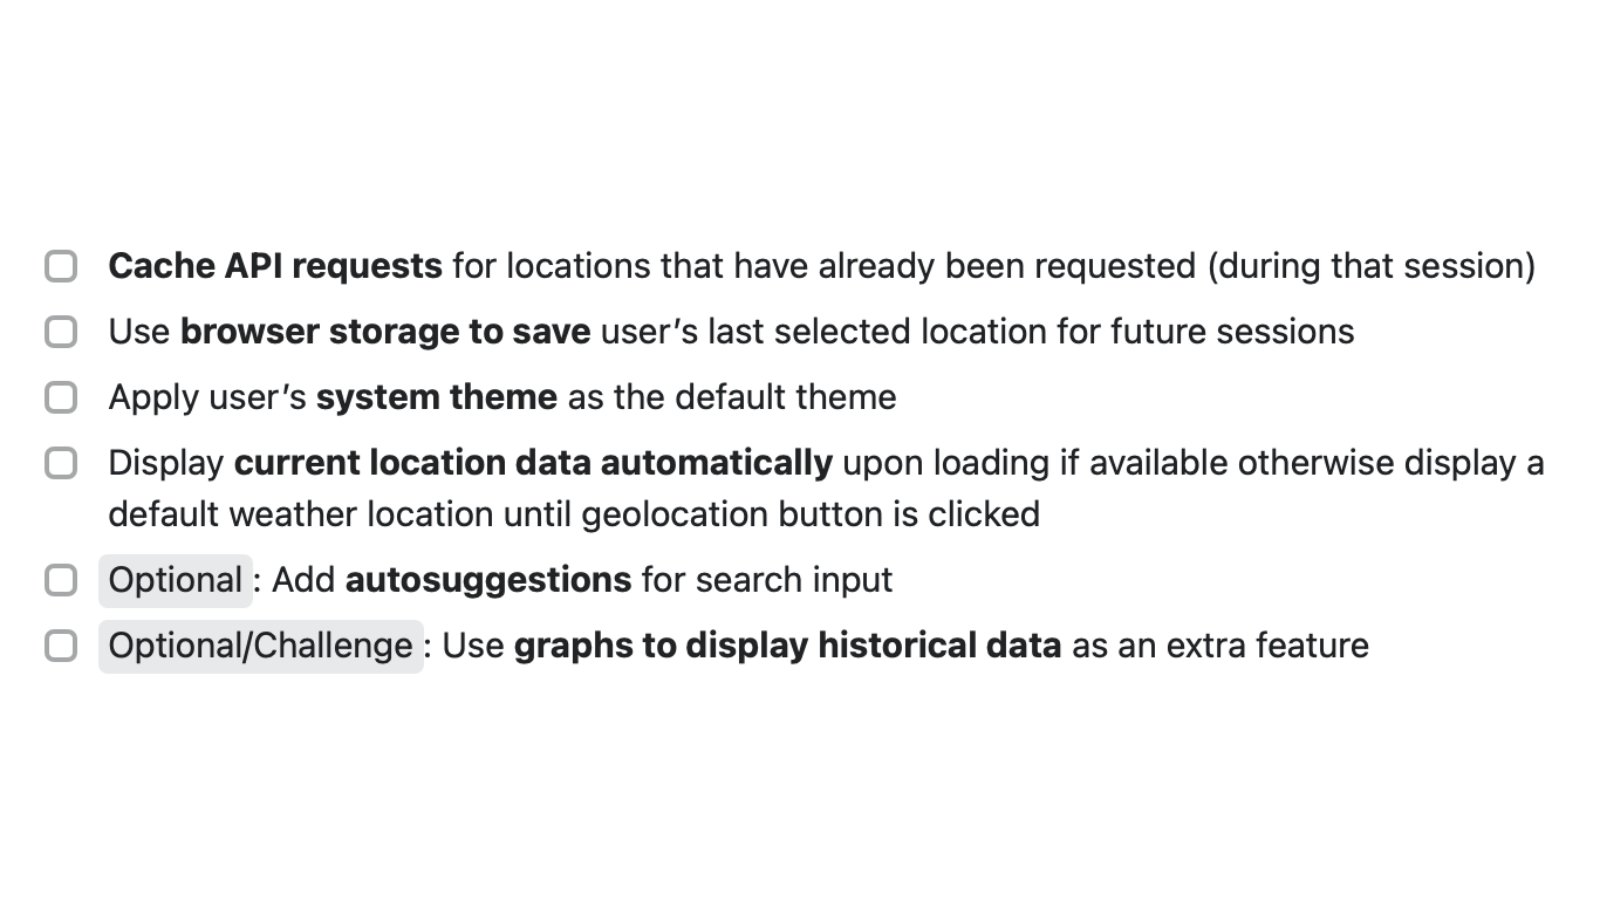 Cache API requests for locations that have already been requested (during that session)
Use browser storage to save user’s last selected location for future sessions
Apply user’s system theme as the default theme
Display current location data automatically upon loading if available otherwise display a
default weather location until geolocation button is clicked
Optional : Add autosuggestions for search input
Optional/Challenge : Use graphs to display historical data as an extra feature